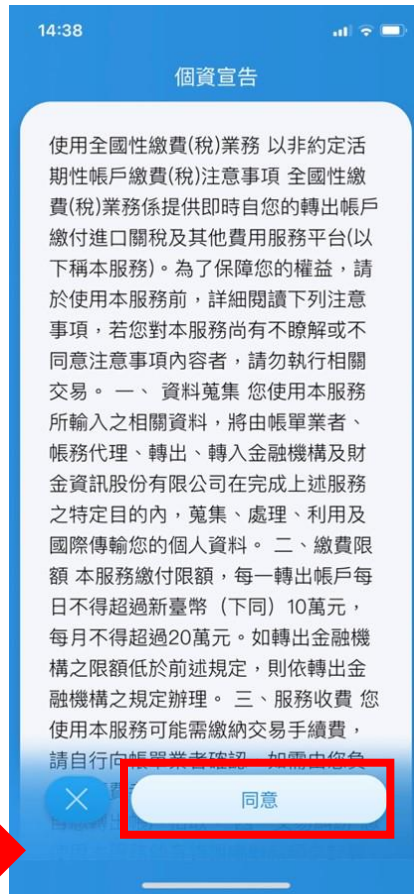 14:38
個資宣告
使用全國性繳費(稅)業務 以非約定活
期性帳戶繳費(稅)注意事項 全國性繳
費(稅)業務係提供即時自您的轉出帳戶
繳付進口關稅及其他費用服務平台(以
下稱本服務)。為了保障您的權益，請
於使用本服務前，詳細閱讀下列注意
事項，若您對本服務尚有不瞭解或不
同意注意事項內容者，請勿執行相關
交易。 一、 資料蒐集 您使用本服務
所輸入之相關資料，將由帳單業者、
帳務代理、轉出、轉入金融機構及財
金資訊股份有限公司在完成上述服務
之特定目的內，蒐集、處理、利用及
國際傳輸您的個人資料。 二、繳費限
額 本服務繳付限額，每一轉出帳戶每
日不得超過新臺幣（下同）10萬元，
每月不得超過20萬元。如轉出金融機
構之限額低於前述規定，則依轉出金
融機構之規定辦理。 三、服務收費 您
使用本服務可能需繳納交易手續費，
請自行向帳單業者確認，如需由您負
同意